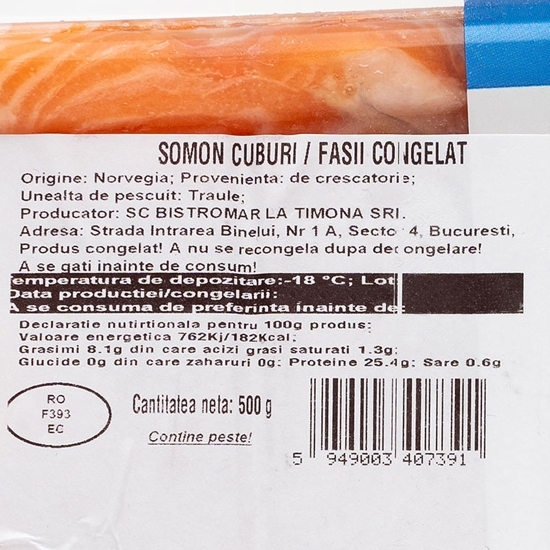 SOMON CUBURI / FASII CONGELAT
Origine: Norvegia; Provenienta: de crescatorie;
Unealta de pescuit: Traule;
Producator: SC BISTROMAR LA TIMONA SRL.
Adresa: Strada Intrarea Binelui, Nr 1 A, Sector 4, Bucuresti,
Produs congelat! A nu se recongela dupa decongelare!
A se gati inainte de consum!
emperatura de depozitare:-18 °C; Lot
Data productiei/congelarii:
A se consuma de preferinta inainte de:
Declaratie nutirtionala pentru 100g produs:
Valoare energetica 762Kj/182Kcal;
Grasimi 8.1g din care acizi grasi saturati 1.3g;
Glucide 0g din care zaharuri 0g; Proteine 25.4g; Sare 0.6g
RO
F393
EC
Cantitatea neta: 500 g
Contine peste!
5 949003 407391